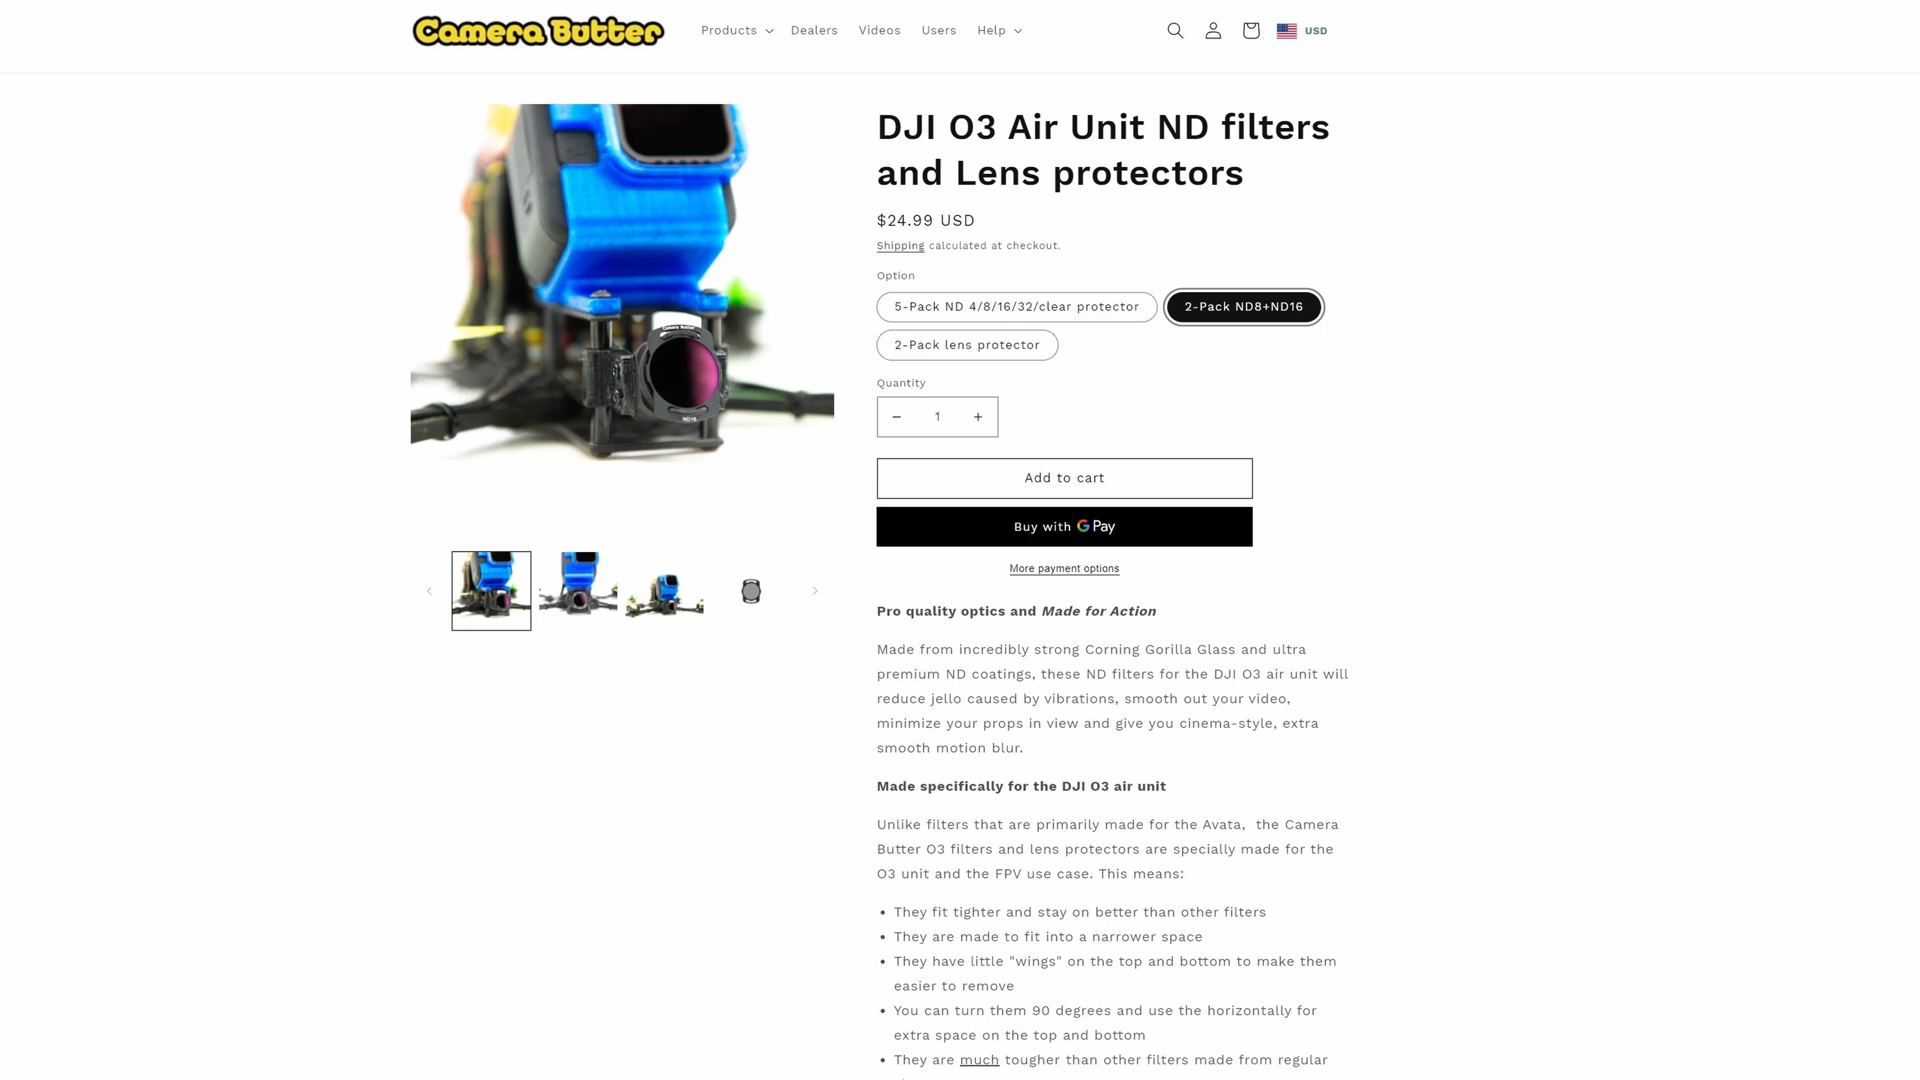 Camera Butter
Products
Dealers
Videos
Users
Help
USD
DJI O3 Air Unit ND filters
and Lens protectors
$24.99 USD
Shipping calculated at checkout.
Option
5-Pack ND 4/8/16/32/clear protector
2-Pack ND8+ND16
2-Pack lens protector
Quantity
− 1 +
Add to cart
Buy with G Pay
More payment options
Camera Butter
ND16
Pro quality optics and Made for Action
Made from incredibly strong Corning Gorilla Glass and ultra
premium ND coatings, these ND filters for the DJI O3 air unit will
reduce jello caused by vibrations, smooth out your video,
minimize your props in view and give you cinema-style, extra
smooth motion blur.
Made specifically for the DJI O3 air unit
Unlike filters that are primarily made for the Avata, the Camera
Butter O3 filters and lens protectors are specially made for the
O3 unit and the FPV use case. This means:
• They fit tighter and stay on better than other filters
• They are made to fit into a narrower space
• They have little "wings" on the top and bottom to make them
easier to remove
• You can turn them 90 degrees and use the horizontally for
extra space on the top and bottom
• They are much tougher than other filters made from regular